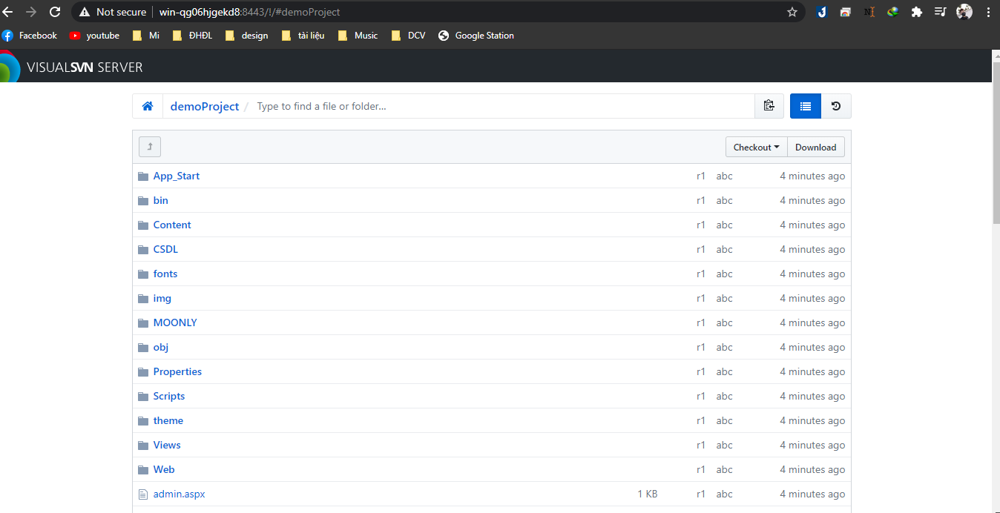 Not secure win-qg06hjgekd8:8443/!/#demoProject
Facebook youtube Mi ĐHĐL design tài liệu Music DCV Google Station
VISUALSVN SERVER
demoProject / Type to find a file or folder...
Checkout Download
App_Start r1 abc 4 minutes ago
bin r1 abc 4 minutes ago
Content r1 abc 4 minutes ago
CSDL r1 abc 4 minutes ago
fonts r1 abc 4 minutes ago
img r1 abc 4 minutes ago
MOONLY r1 abc 4 minutes ago
obj r1 abc 4 minutes ago
Properties r1 abc 4 minutes ago
Scripts r1 abc 4 minutes ago
theme r1 abc 4 minutes ago
Views r1 abc 4 minutes ago
Web r1 abc 4 minutes ago
admin.aspx 1 KB r1 abc 4 minutes ago